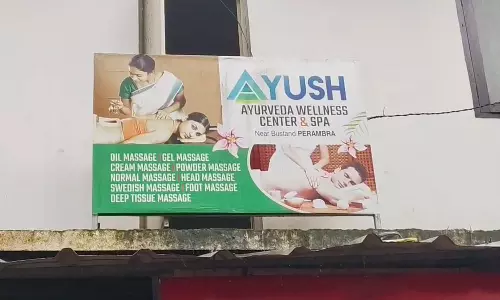 AYUSH
AYURVEDA WELLNESS
CENTER & SPA
Near Bustand PERAMBRA
OIL MASSAGE GEL MASSAGE
CREAM MASSAGE POWDER MASSAGE
NORMAL MASSAGE HEAD MASSAGE
SWEDISH MASSAGE FOOT MASSAGE
DEEP TISSUE MASSAGE